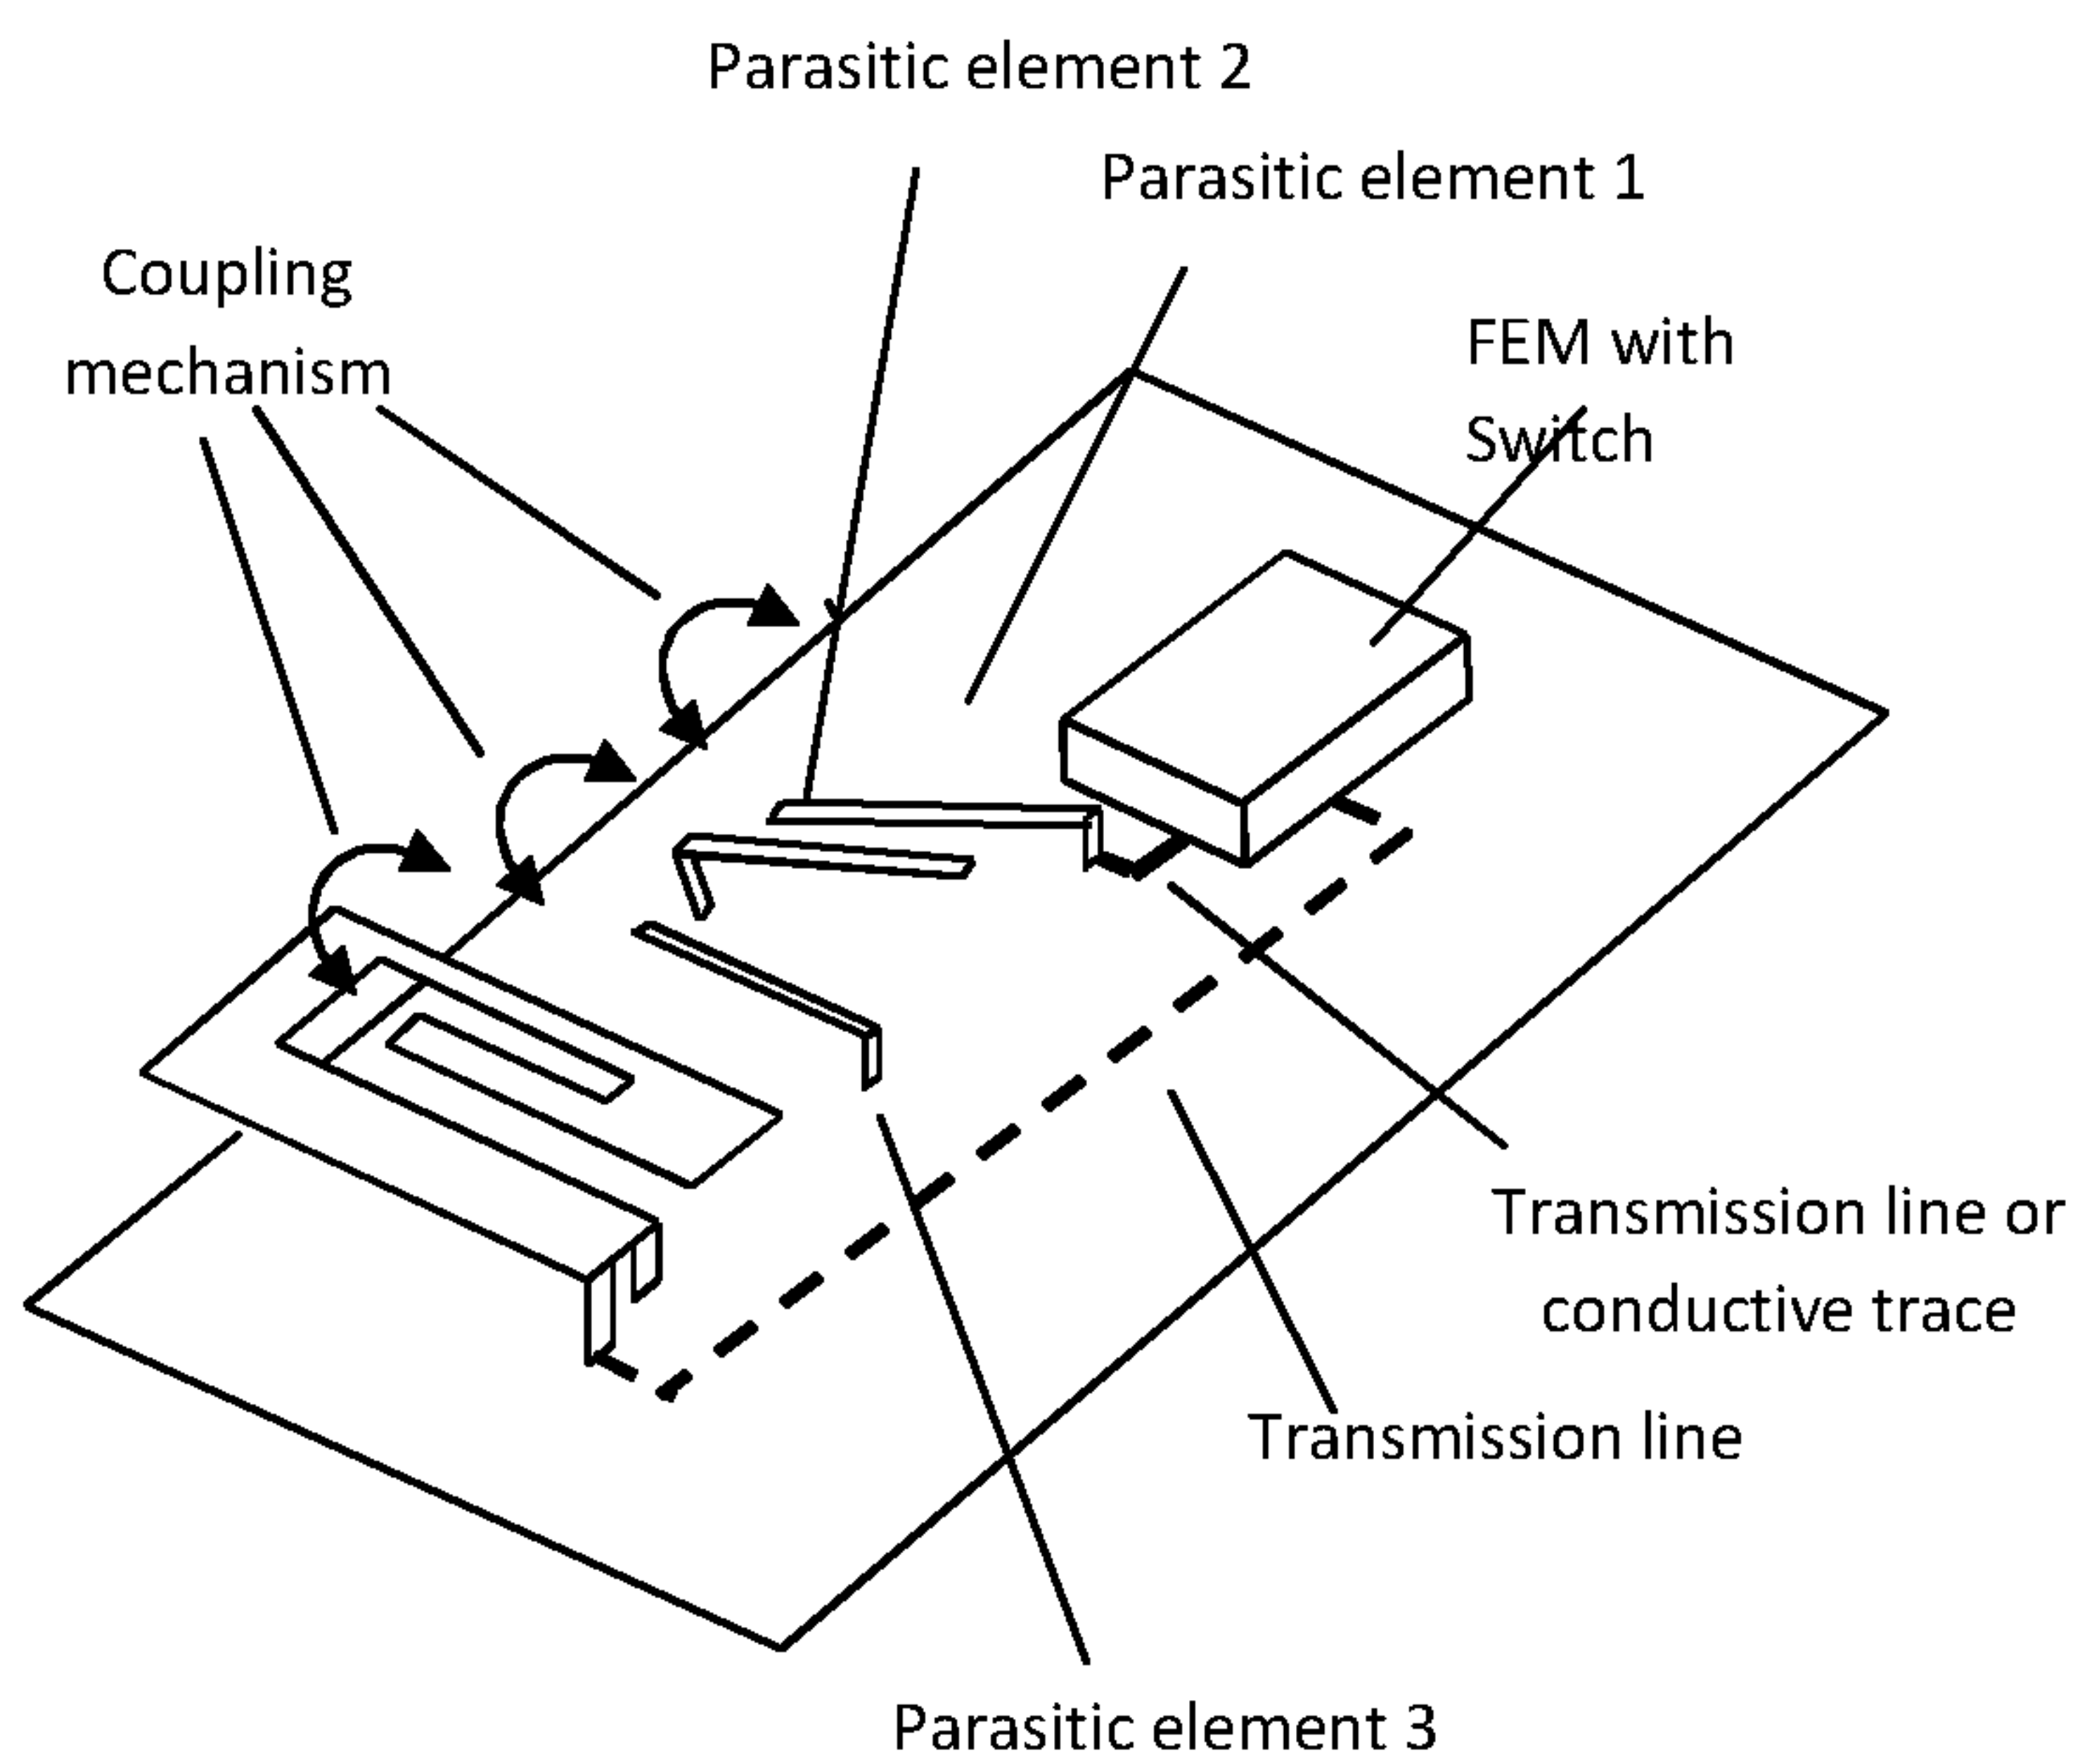 Parasitic element 2
Parasitic element 1
Coupling
mechanism
FEM with
Switch
Transmission line or
conductive trace
Transmission line
Parasitic element 3